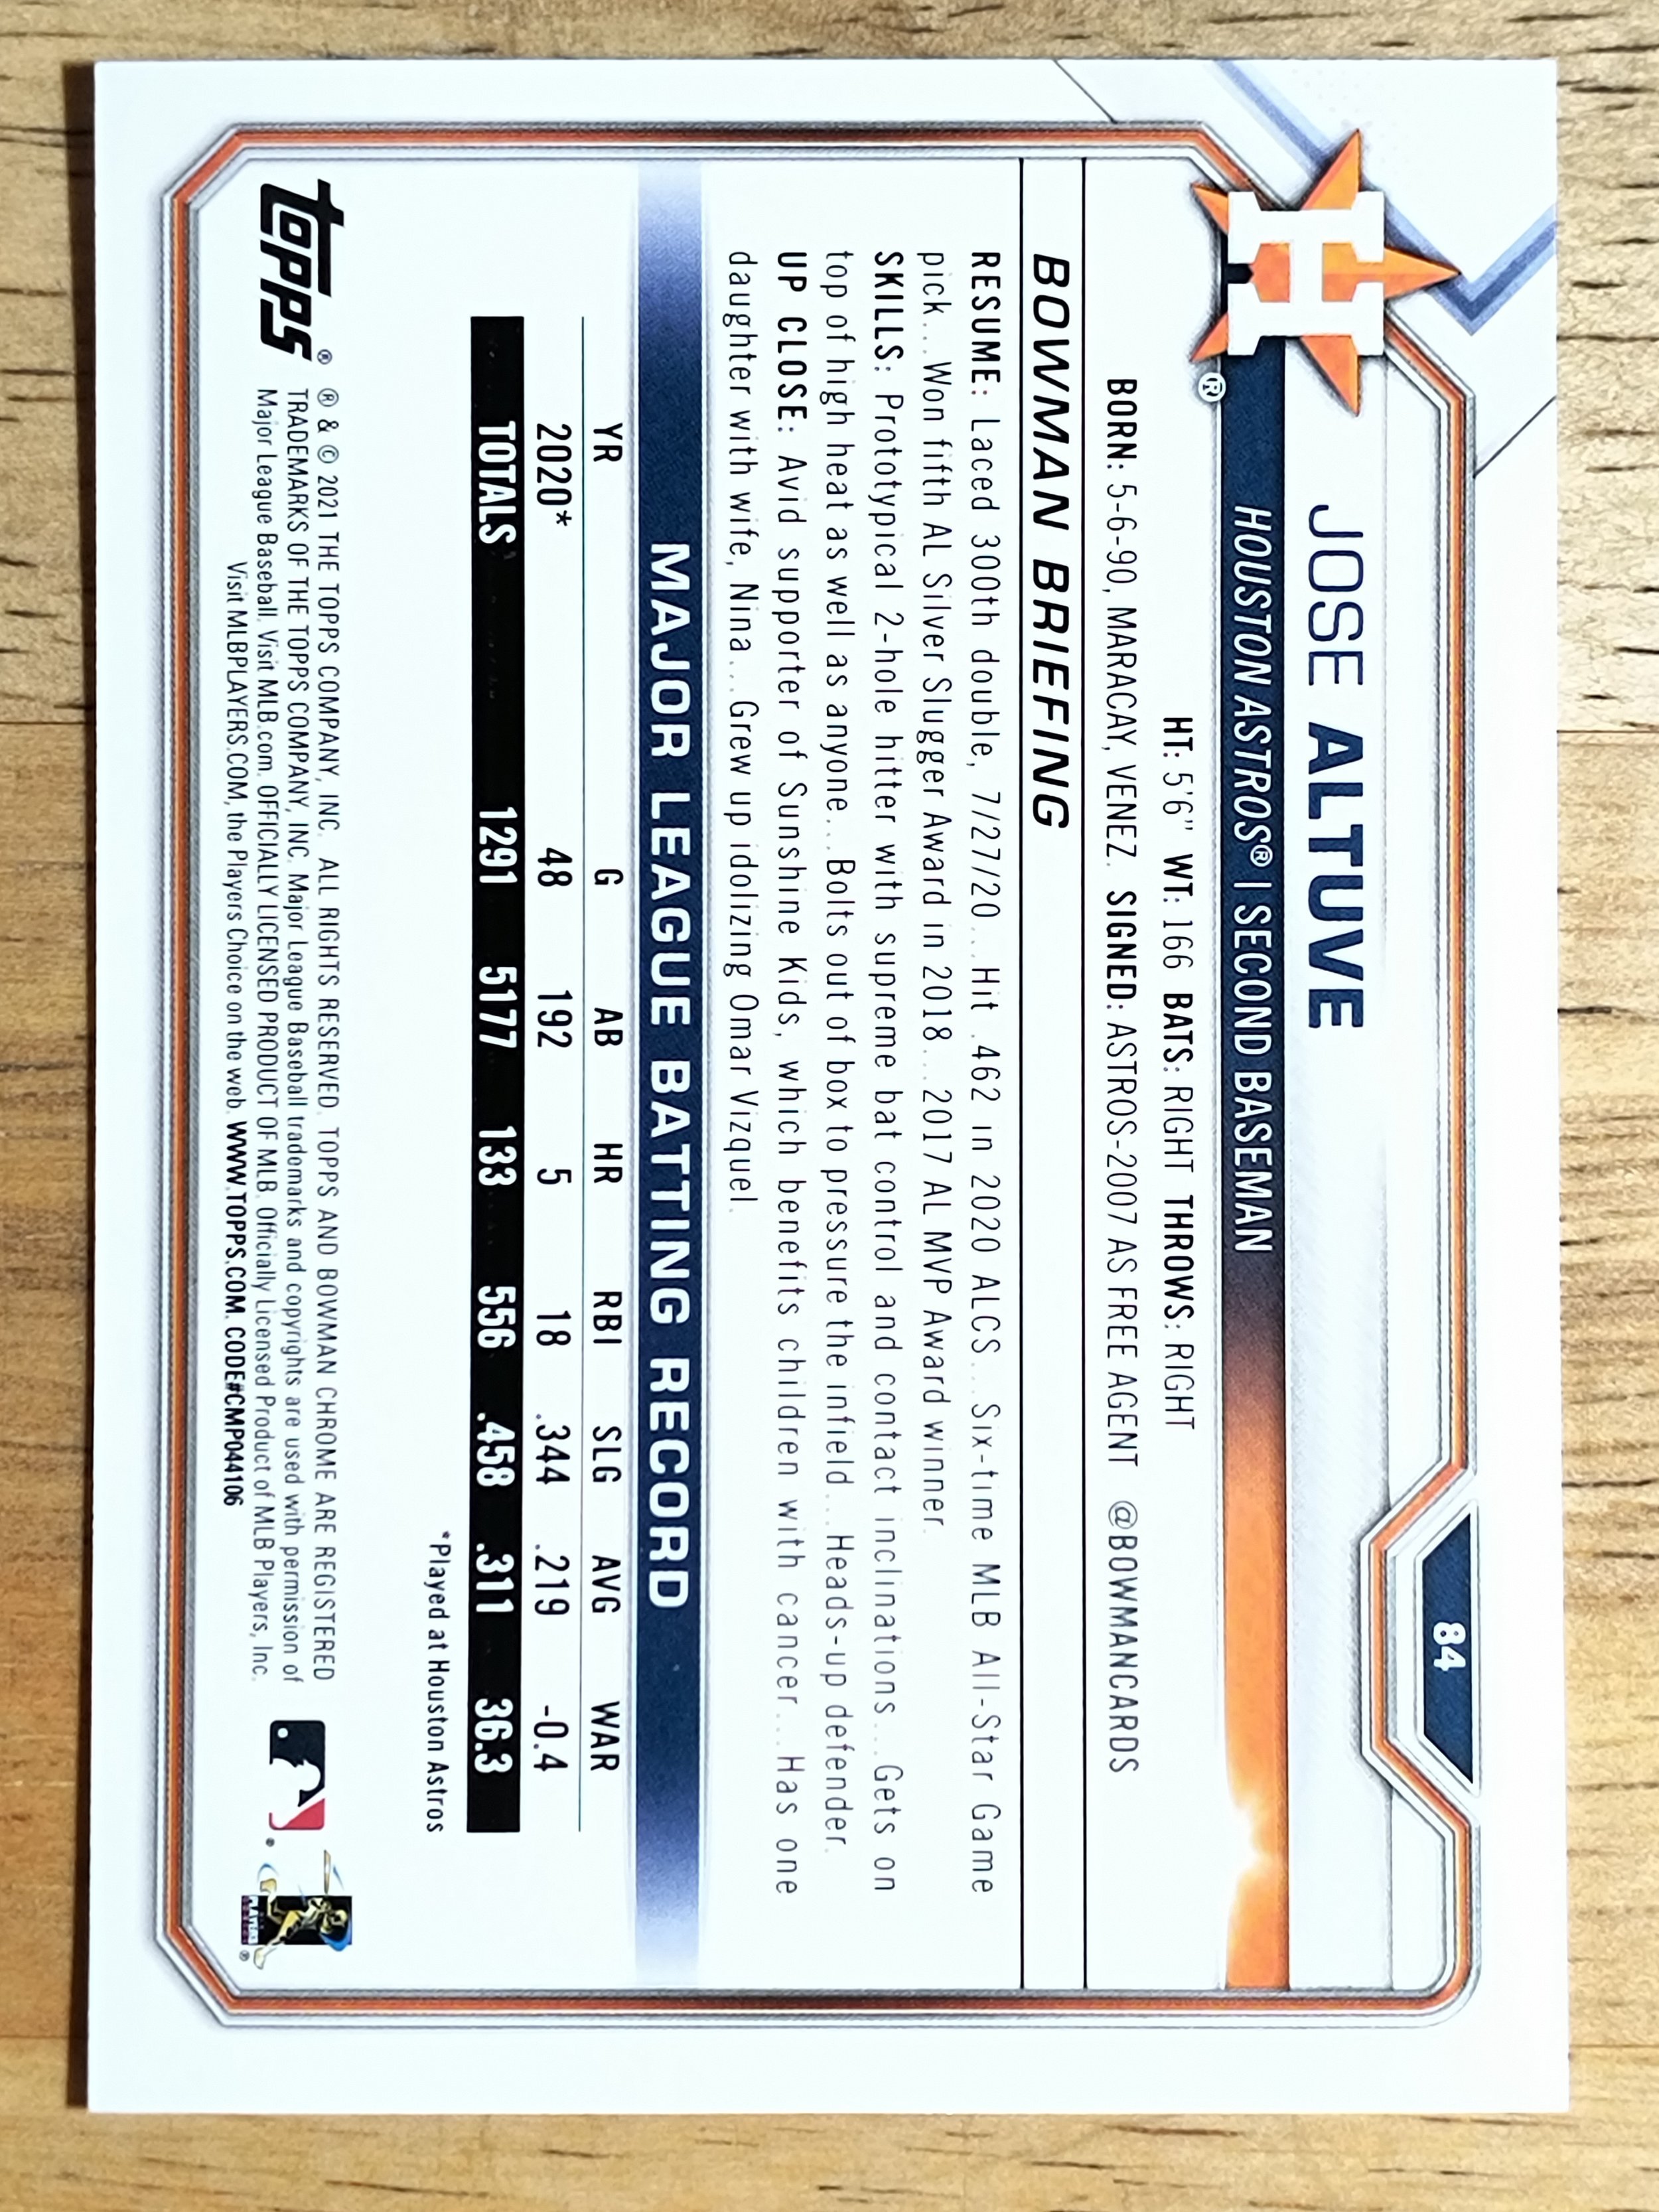 84
JOSE ALTUVE
HOUSTON ASTROS® | SECOND BASEMAN
H ®
HT: 5'6" WT: 166 BATS: RIGHT THROWS: RIGHT
BORN: 5-6-90, MARACAY, VENEZ. SIGNED: ASTROS-2007 AS FREE AGENT @BOWMANCARDS
BOWMAN BRIEFING
RESUME: Laced 300th double, 7/27/20... Hit .462 in 2020 ALCS... Six-time MLB All-Star Game
pick... Won fifth AL Silver Slugger Award in 2018... 2017 AL MVP Award winner.
SKILLS: Prototypical 2-hole hitter with supreme bat control and contact inclinations... Gets on
top of high heat as well as anyone... Bolts out of box to pressure the infield... Heads-up defender.
UP CLOSE: Avid supporter of Sunshine Kids, which benefits children with cancer... Has one
daughter with wife, Nina... Grew up idolizing Omar Vizquel.
MAJOR LEAGUE BATTING RECORD
YR G AB HR RBI SLG AVG WAR
2020* 48 192 5 18 .344 .219 -0.4
TOTALS 1291 5177 133 556 .458 .311 36.3
*Played at Houston Astros
topps®
® & © 2021 THE TOPPS COMPANY, INC. ALL RIGHTS RESERVED. TOPPS AND BOWMAN CHROME ARE REGISTERED
TRADEMARKS OF THE TOPPS COMPANY, INC. Major League Baseball trademarks and copyrights are used with permission of
Major League Baseball. Visit MLB.com. OFFICIALLY LICENSED PRODUCT OF MLB. Officially Licensed Product of MLB Players, Inc.
Visit MLBPLAYERS.COM, the Players Choice on the web. WWW.TOPPS.COM. CODE#CMP044106